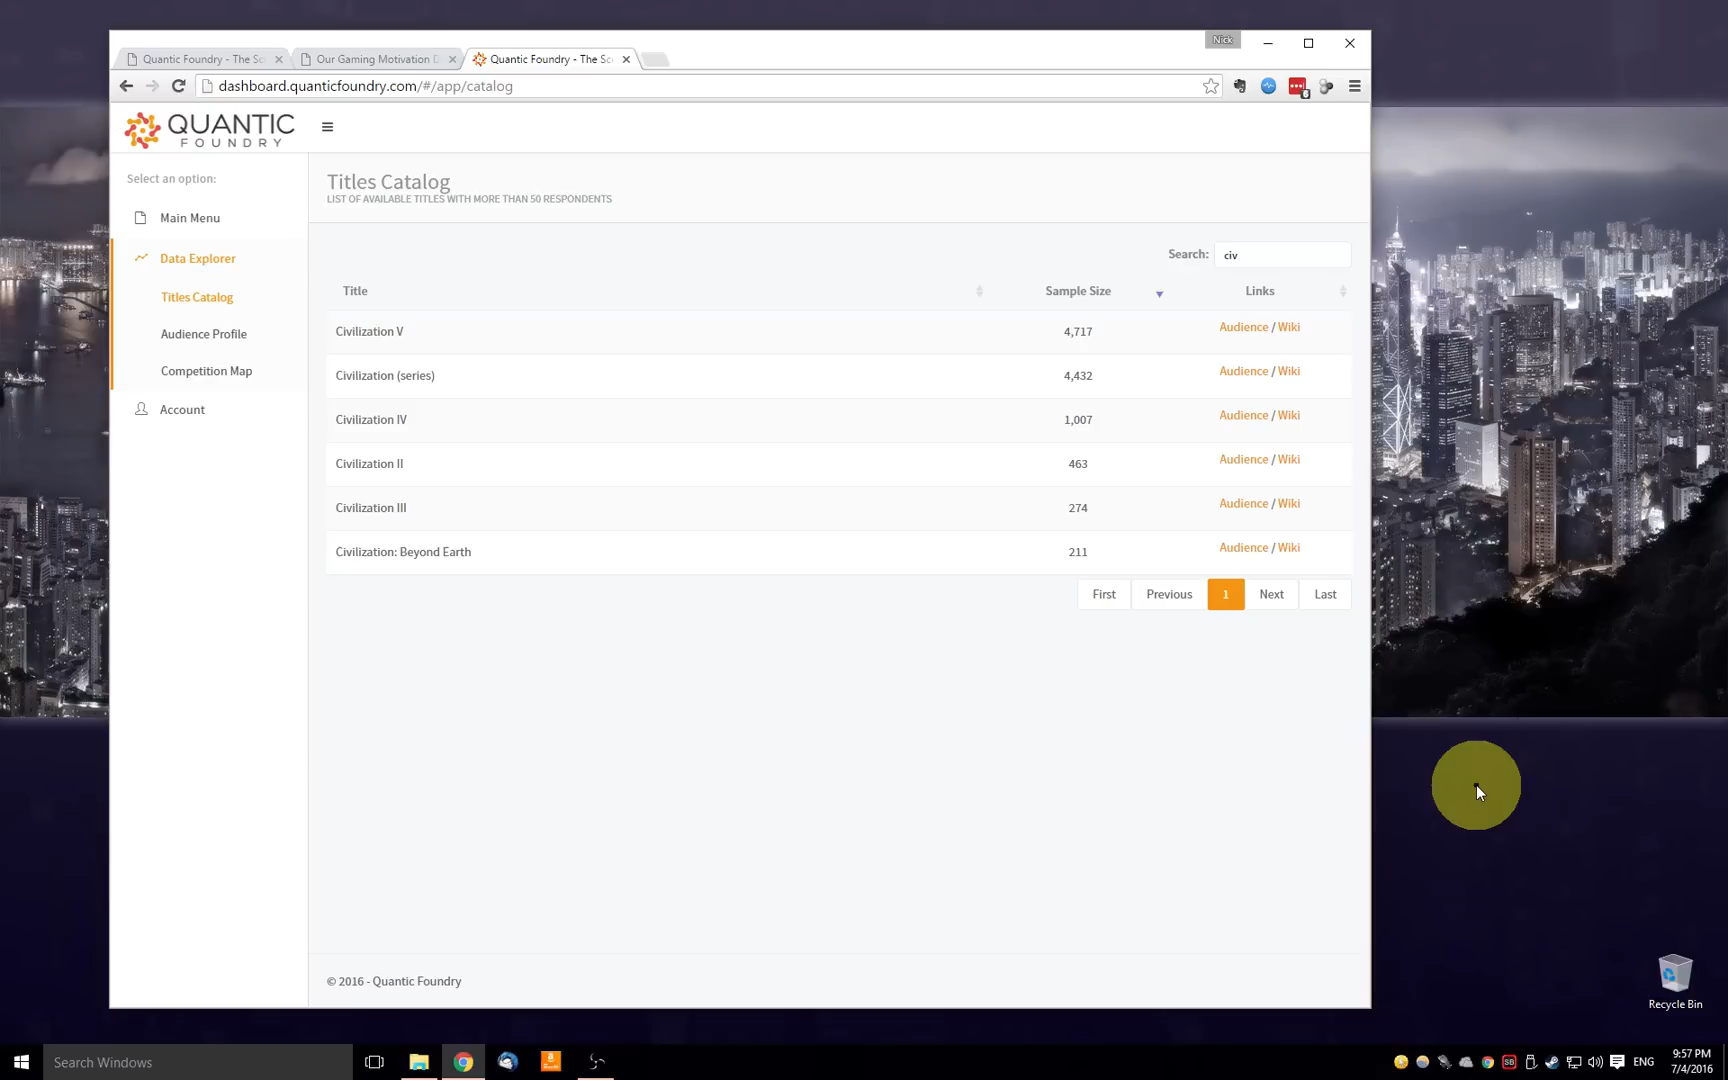 Nick
Quantic Foundry - The Sc
Our Gaming Motivation D
Quantic Foundry - The Sc
dashboard.quanticfoundry.com/#/app/catalog
QUANTIC
FOUNDRY
Select an option:
Main Menu
Data Explorer
Titles Catalog
Audience Profile
Competition Map
Account
Titles Catalog
LIST OF AVAILABLE TITLES WITH MORE THAN 50 RESPONDENTS
Search: civ
Title Sample Size Links
Civilization V 4,717 Audience / Wiki
Civilization (series) 4,432 Audience / Wiki
Civilization IV 1,007 Audience / Wiki
Civilization II 463 Audience / Wiki
Civilization III 274 Audience / Wiki
Civilization: Beyond Earth 211 Audience / Wiki
First Previous 1 Next Last
© 2016 - Quantic Foundry
Recycle Bin
Search Windows
ENG
9:57 PM
7/4/2016